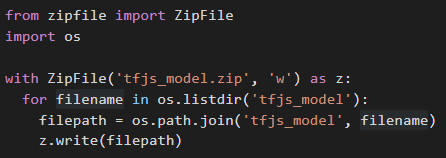 from zipfile import ZipFile
import os

with ZipFile('tfjs_model.zip', 'w') as z:
  for filename in os.listdir('tfjs_model'):
    filepath = os.path.join('tfjs_model', filename)
    z.write(filepath)